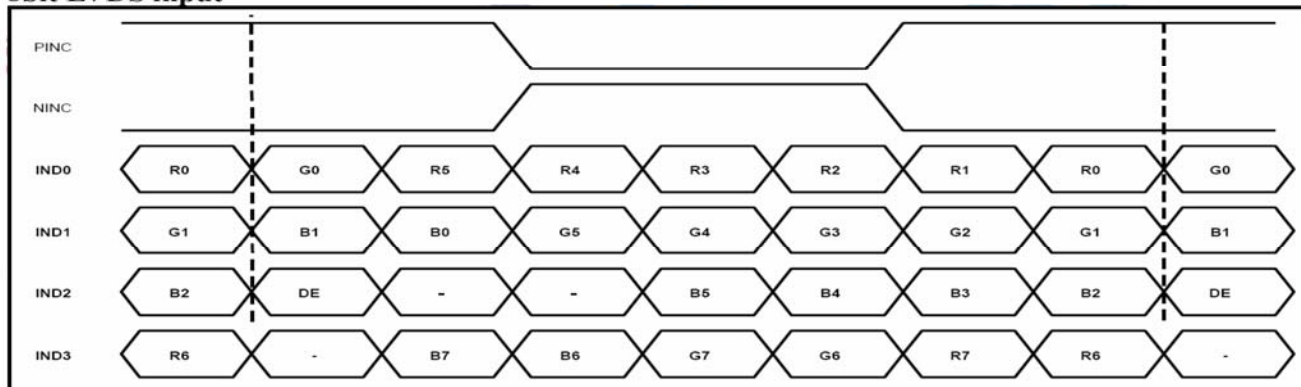 8bit LVDS input
PINC
NINC
IND0 R0 G0 R5 R4 R3 R2 R1 R0 G0
IND1 G1 B1 B0 G5 G4 G3 G2 G1 B1
IND2 B2 DE - - B5 B4 B3 B2 DE
IND3 R6 - B7 B6 G7 G6 R7 R6 -